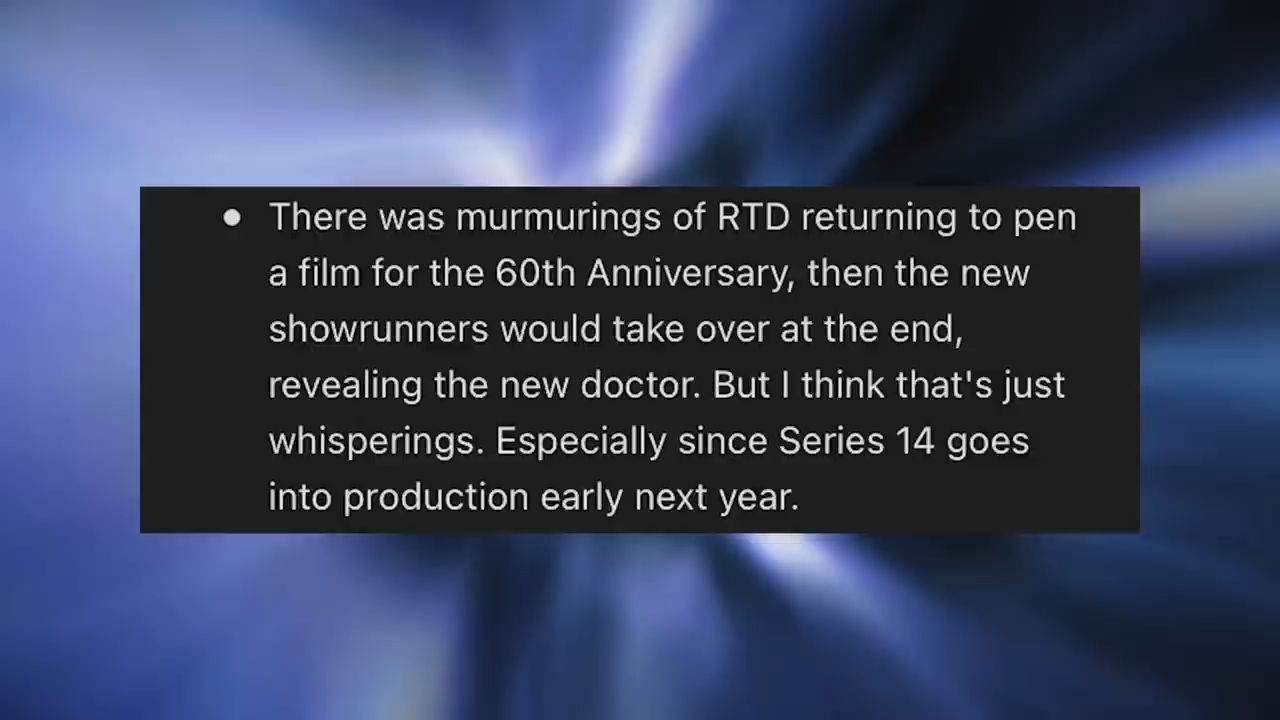 ● There was murmurings of RTD returning to pen
a film for the 60th Anniversary, then the new
showrunners would take over at the end,
revealing the new doctor. But I think that's just
whisperings. Especially since Series 14 goes
into production early next year.